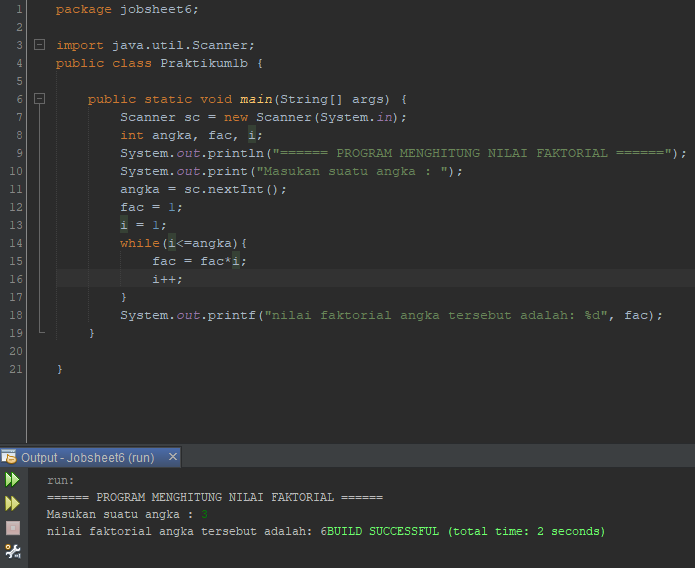 1 package jobsheet6;
2
3 import java.util.Scanner;
4 public class Praktikum1b {
5
6 public static void main(String[] args) {
7 Scanner sc = new Scanner(System.in);
8 int angka, fac, i;
9 System.out.println("====== PROGRAM MENGHITUNG NILAI FAKTORIAL ======");
10 System.out.print("Masukan suatu angka : ");
11 angka = sc.nextInt();
12 fac = 1;
13 i = 1;
14 while(i<=angka){
15 fac = fac*i;
16 i++;
17 }
18 System.out.printf("nilai faktorial angka tersebut adalah: %d", fac);
19 }
20
21 }
Output - Jobsheet6 (run) ×
run:
====== PROGRAM MENGHITUNG NILAI FAKTORIAL ======
Masukan suatu angka : 3
nilai faktorial angka tersebut adalah: 6BUILD SUCCESSFUL (total time: 2 seconds)